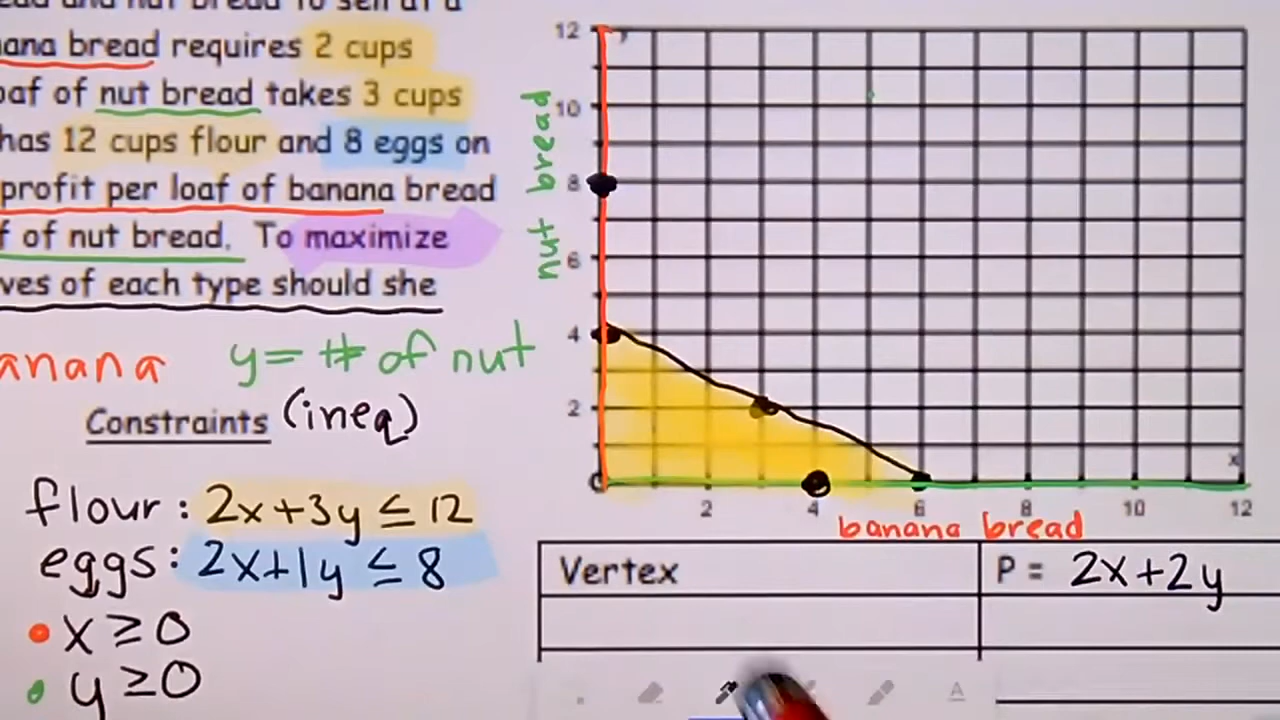 ana bread requires 2 cups
oaf of nut bread takes 3 cups
has 12 cups flour and 8 eggs on
profit per loaf of banana bread
f of nut bread. To maximize
ves of each type should she
anana y = # of nut
Constraints (ineq)
flour: 2x+3y ≤ 12
eggs: 2x+1y ≤ 8
x ≥ 0
y ≥ 0
nut bread
12
10
8
6
4
2
0
y
x
2 4 6 8 10 12
banana bread
Vertex P = 2x+2y
A